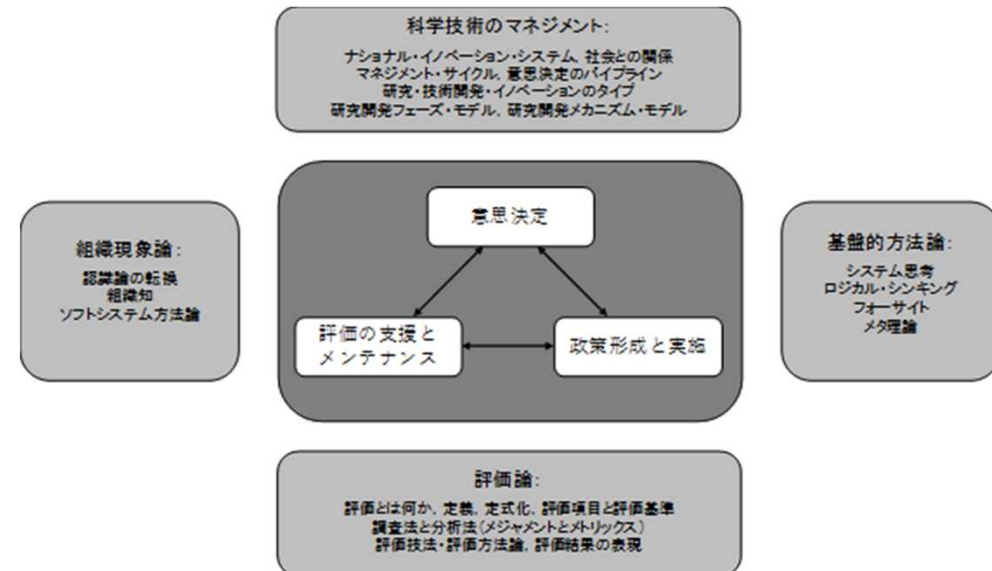 科学技術のマネジメント:
ナショナル・イノベーション・システム, 社会との関係
マネジメント・サイクル, 意思決定のパイプライン
研究・技術開発・イノベーションのタイプ
研究開発フェーズ・モデル, 研究開発メカニズム・モデル
意思決定
組織現象論:
認識論の転換
組織知
ソフトシステム方法論
評価の支援と
メンテナンス
政策形成と実施
基盤的方法論:
システム思考
ロジカル・シンキング
フォーサイト
メタ理論
評価論:
評価とは何か, 定義, 定式化, 評価項目と評価基準
調査法と分析法(メジャメントとメトリックス)
評価技法・評価方法論, 評価結果の表現